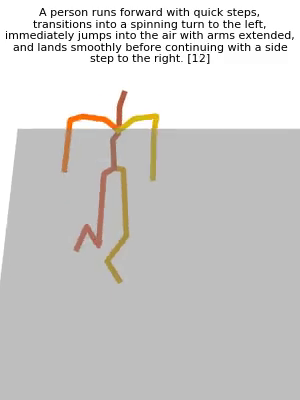 A person runs forward with quick steps,
transitions into a spinning turn to the left,
immediately jumps into the air with arms extended,
and lands smoothly before continuing with a side
step to the right. [12]